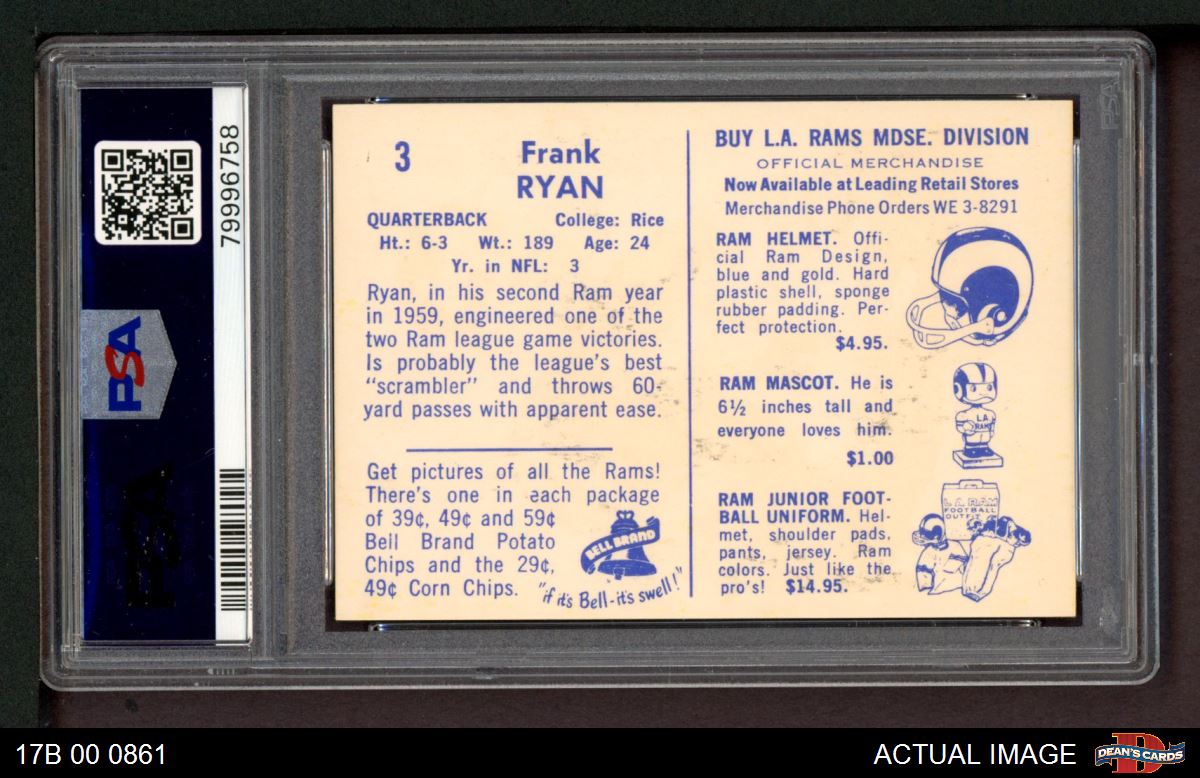 79996758
PSA
3
Frank
RYAN
QUARTERBACK College: Rice
Ht.: 6-3 Wt.: 189 Age: 24
Yr. in NFL: 3
Ryan, in his second Ram year
in 1959, engineered one of the
two Ram league game victories.
Is probably the league's best
"scrambler" and throws 60-
yard passes with apparent ease.
Get pictures of all the Rams!
There's one in each package
of 39¢, 49¢ and 59¢
Bell Brand Potato
Chips and the 29¢,
49¢ Corn Chips.
BELL BRAND
"if it's Bell-it's swell!"
BUY L.A. RAMS MDSE. DIVISION
OFFICIAL MERCHANDISE
Now Available at Leading Retail Stores
Merchandise Phone Orders WE 3-8291
RAM HELMET. Offi-
cial Ram Design,
blue and gold. Hard
plastic shell, sponge
rubber padding. Per-
fect protection.
$4.95.
RAM MASCOT. He is
6½ inches tall and
everyone loves him.
$1.00
LA
RAMS
RAM JUNIOR FOOT-
BALL UNIFORM. Hel-
met, shoulder pads,
pants, jersey. Ram
colors. Just like the
pro's! $14.95.
L.A. RAM
FOOTBALL
OUTFIT
PSA
PSA
17B 00 0861
ACTUAL IMAGE
DEAN'S CARDS